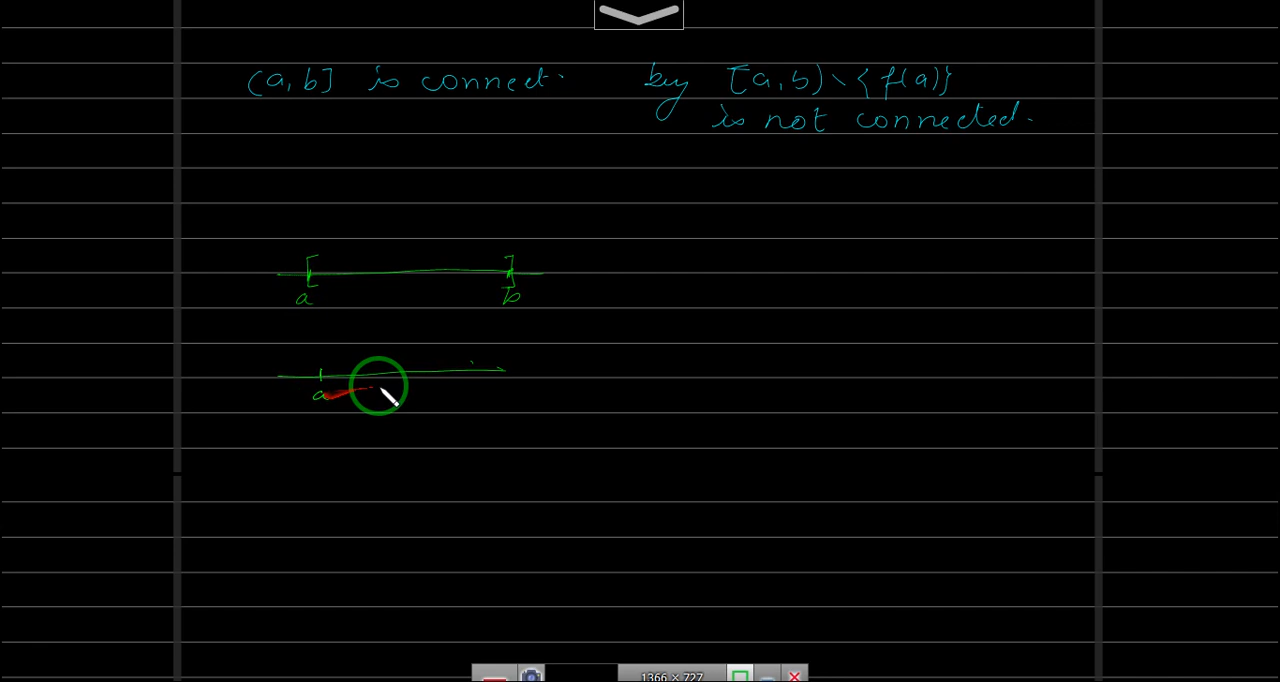 (a, b] is connect. by [a, b) \ {f(a)}
is not connected.
[ ]
a b
a
1366 × 727